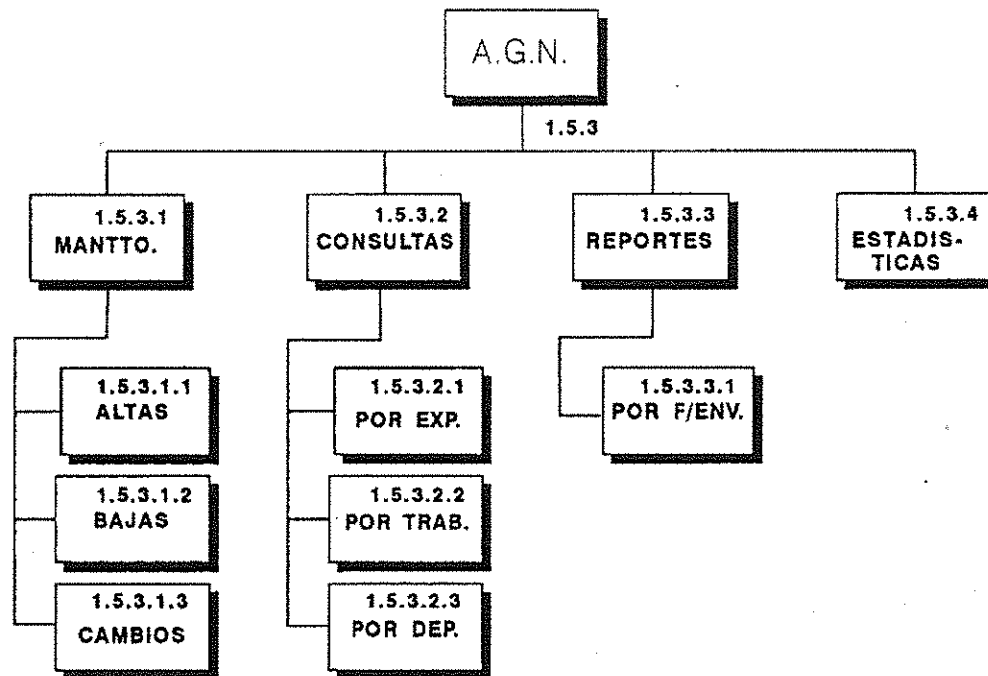 A.G.N.
1.5.3
1.5.3.1
MANTTO.
1.5.3.2
CONSULTAS
1.5.3.3
REPORTES
1.5.3.4
ESTADIS-
TICAS
1.5.3.1.1
ALTAS
1.5.3.1.2
BAJAS
1.5.3.1.3
CAMBIOS
1.5.3.2.1
POR EXP.
1.5.3.2.2
POR TRAB.
1.5.3.2.3
POR DEP.
1.5.3.3.1
POR F/ENV.